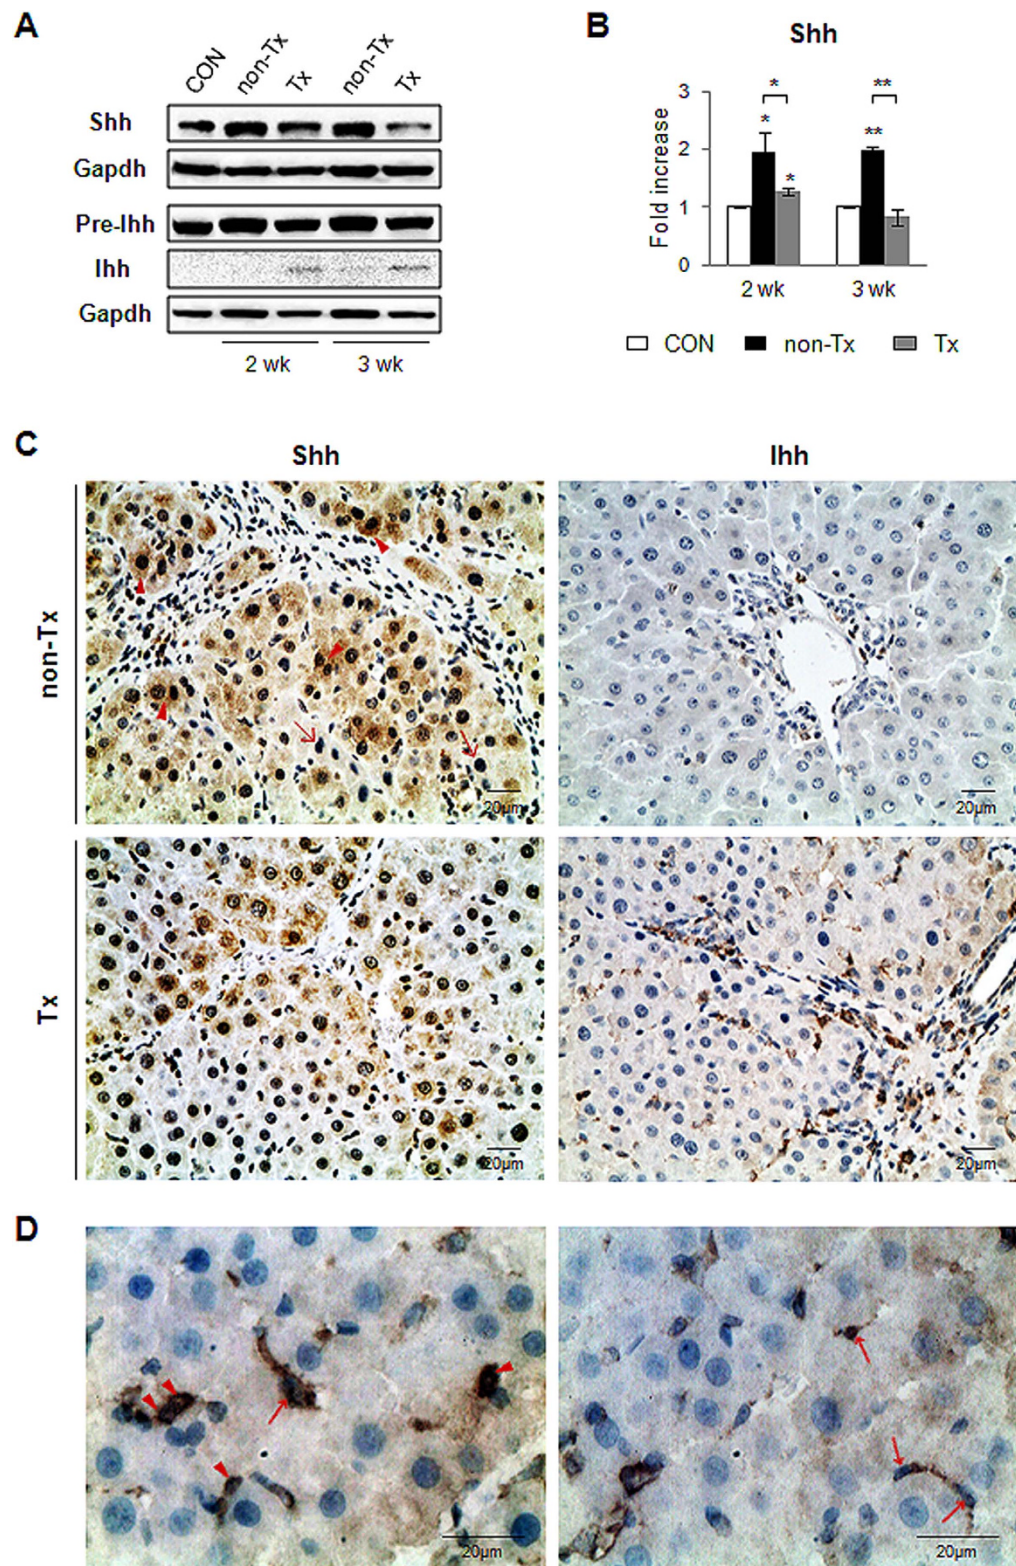 A
CON non-Tx Tx non-Tx Tx
Shh
Gapdh
Pre-Ihh
Ihh
Gapdh
2 wk 3 wk
B
Shh
Fold increase
3
2
1
0
* **
* * **
2 wk 3 wk
CON non-Tx Tx
C
Shh Ihh
non-Tx
20µm 20µm
Tx
20µm 20µm
D
20µm 20µm